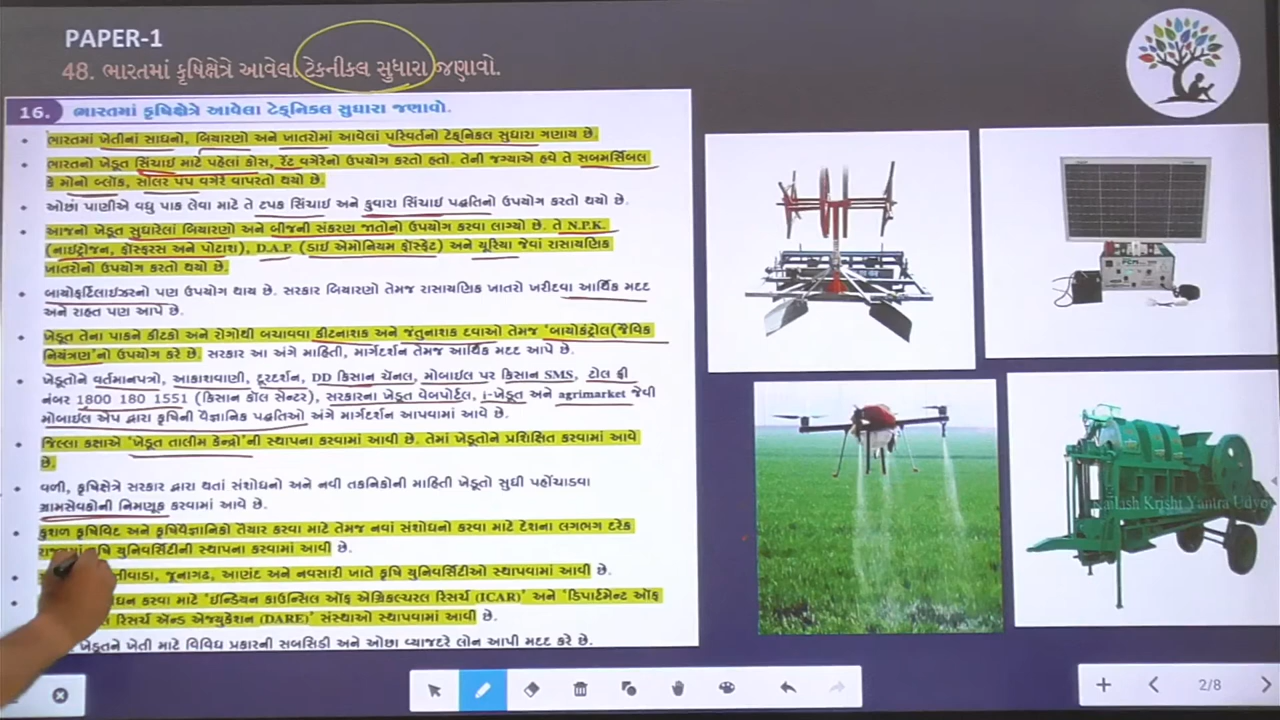 PAPER-1
48. ભારતમાં કૃષિક્ષેત્રે આવેલા ટેકનીકલ સુધારા જણાવો.
16. ભારતમાં કૃષિક્ષેત્રે આવેલા ટેક્નિકલ સુધારા જણાવો.
• ભારતમાં ખેતીનાં સાધનો, બિયારણો અને ખાતરોમાં આવેલાં પરિવર્તનો ટેક્નિકલ સુધારા ગણાય છે.
• ભારતનો ખેડૂત સિંચાઈ માટે પહેલાં કોસ, રેંટ વગેરેનો ઉપયોગ કરતો હતો. તેની જગ્યાએ હવે તે સબમર્સિબલ
કે મોનો બ્લૉક, સોલર પંપ વગેરે વાપરતો થયો છે.
• ઓછા પાણીએ વધુ પાક લેવા માટે તે ટપક સિંચાઈ અને ફુવારા સિંચાઈ પદ્ધતિનો ઉપયોગ કરતો થયો છે.
• આજનો ખેડૂત સુધારેલાં બિયારણો અને બીજની સંકરણ જાતોનો ઉપયોગ કરવા લાગ્યો છે. તે N.P.K.
(નાઇટ્રોજન, ફૉસ્ફરસ અને પોટાશ), D.A.P. (ડાઈ એમોનિયમ ફૉસ્ફેટ) અને યૂરિયા જેવાં રાસાયણિક
ખાતરોનો ઉપયોગ કરતો થયો છે.
• બાયોફર્ટિલાઇઝરનો પણ ઉપયોગ થાય છે. સરકાર બિયારણો તેમજ રાસાયણિક ખાતરો ખરીદવા આર્થિક મદદ
અને રાહત પણ આપે છે.
• ખેડૂત તેના પાકને કીટકો અને રોગોથી બચાવવા કીટનાશક અને જંતુનાશક દવાઓ તેમજ 'બાયોકંટ્રોલ(જૈવિક
નિયંત્રણ'નો ઉપયોગ કરે છે. સરકાર આ અંગે માહિતી, માર્ગદર્શન તેમજ આર્થિક મદદ આપે છે.
• ખેડૂતોને વર્તમાનપત્રો, આકાશવાણી, દૂરદર્શન, DD કિસાન ચૅનલ, મોબાઈલ પર કિસાન SMS, ટોલ ફ્રી
નંબર 1800 180 1551 (કિસાન કૉલ સેન્ટર), સરકારના ખેડૂત વેબપોર્ટલ, i-ખેડૂત અને agrimarket જેવી
મોબાઈલ ઍપ દ્વારા કૃષિની વૈજ્ઞાનિક પદ્ધતિઓ અંગે માર્ગદર્શન આપવામાં આવે છે.
• જિલ્લા કક્ષાએ 'ખેડૂત તાલીમ કેન્દ્રો'ની સ્થાપના કરવામાં આવી છે. તેમાં ખેડૂતોને પ્રશિક્ષિત કરવામાં આવે
છે.
• વળી, કૃષિક્ષેત્રે સરકાર દ્વારા થતાં સંશોધનો અને નવી તકનિકોની માહિતી ખેડૂતો સુધી પહોંચાડવા
ગ્રામસેવકોની નિમણૂક કરવામાં આવે છે.
• કુશળ કૃષિવિદ અને કૃષિવૈજ્ઞાનિકો તૈયાર કરવા માટે તેમજ નવાં સંશોધનો કરવા માટે દેશના લગભગ દરેક
યુનિવર્સિટીની સ્થાપના કરવામાં આવી છે.
જૂનાગઢ, આણંદ અને નવસારી ખાતે કૃષિ યુનિવર્સિટીઓ સ્થાપવામાં આવી છે.
કરવા માટે 'ઇન્ડિયન કાઉન્સિલ ઑફ ઍગ્રિકલ્ચરલ રિસર્ચ (ICAR)' અને 'ડિપાર્ટમેન્ટ ઑફ
રિસર્ચ ઍન્ડ એજ્યુકેશન (DARE)' સંસ્થાઓ સ્થાપવામાં આવી છે.
ખેડૂતને ખેતી માટે વિવિધ પ્રકારની સબસિડી અને ઓછા વ્યાજદરે લોન આપી મદદ કરે છે.
Kailash Krishi Yantra Udyo
2/8